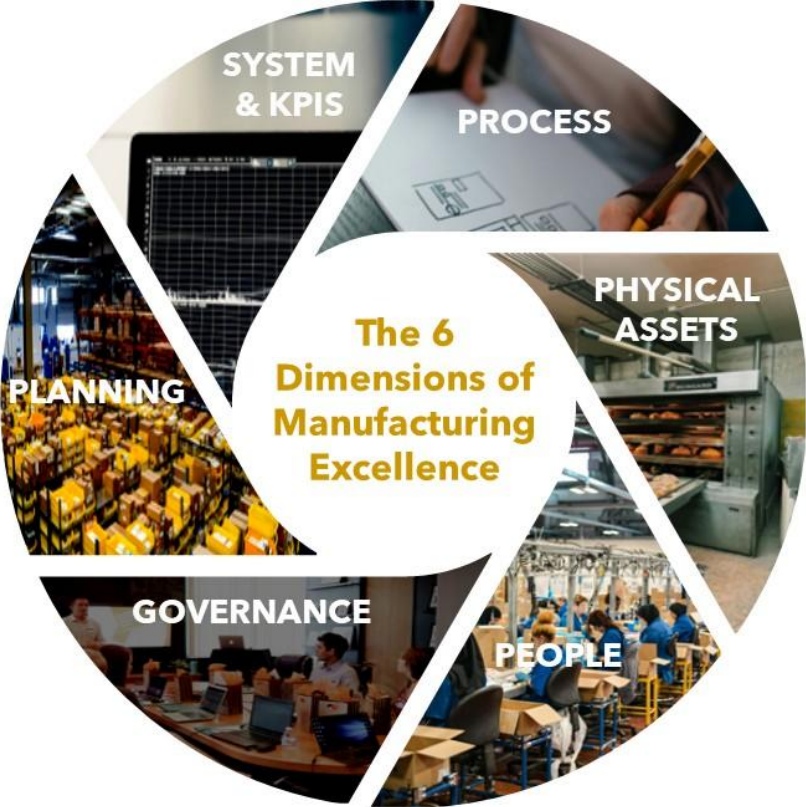 SYSTEM
& KPIS
PROCESS
PHYSICAL
ASSETS
PLANNING
The 6
Dimensions of
Manufacturing
Excellence
GOVERNANCE
PEOPLE